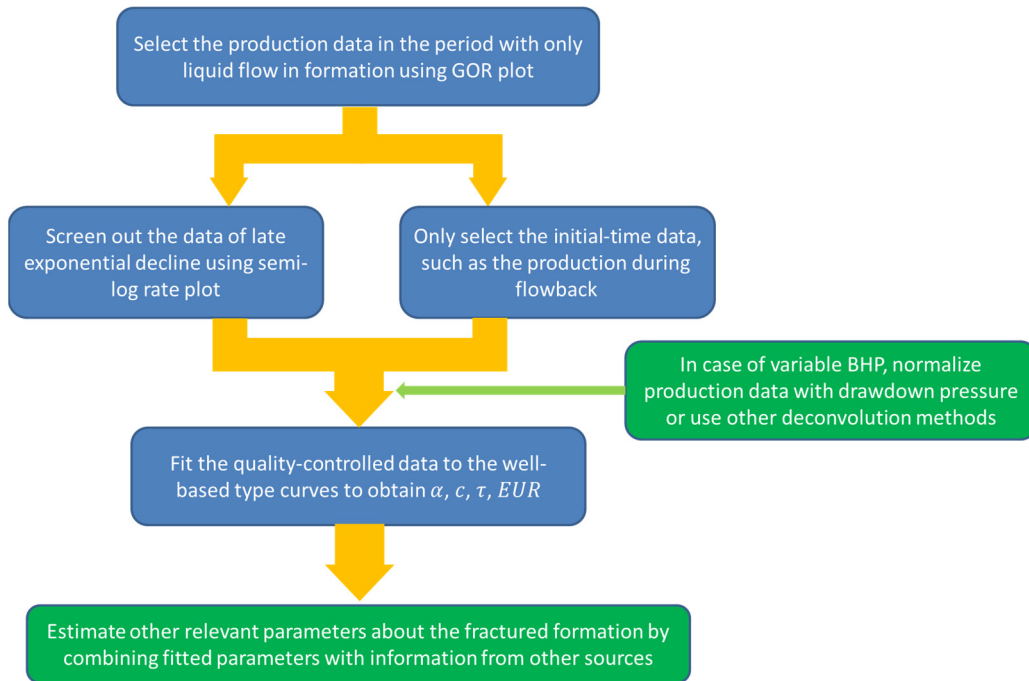 Select the production data in the period with only
liquid flow in formation using GOR plot
Screen out the data of late
exponential decline using semi-
log rate plot
Only select the initial-time data,
such as the production during
flowback
In case of variable BHP, normalize
production data with drawdown pressure
or use other deconvolution methods
Fit the quality-controlled data to the well-
based type curves to obtain α, c, τ, EUR
Estimate other relevant parameters about the fractured formation by
combining fitted parameters with information from other sources